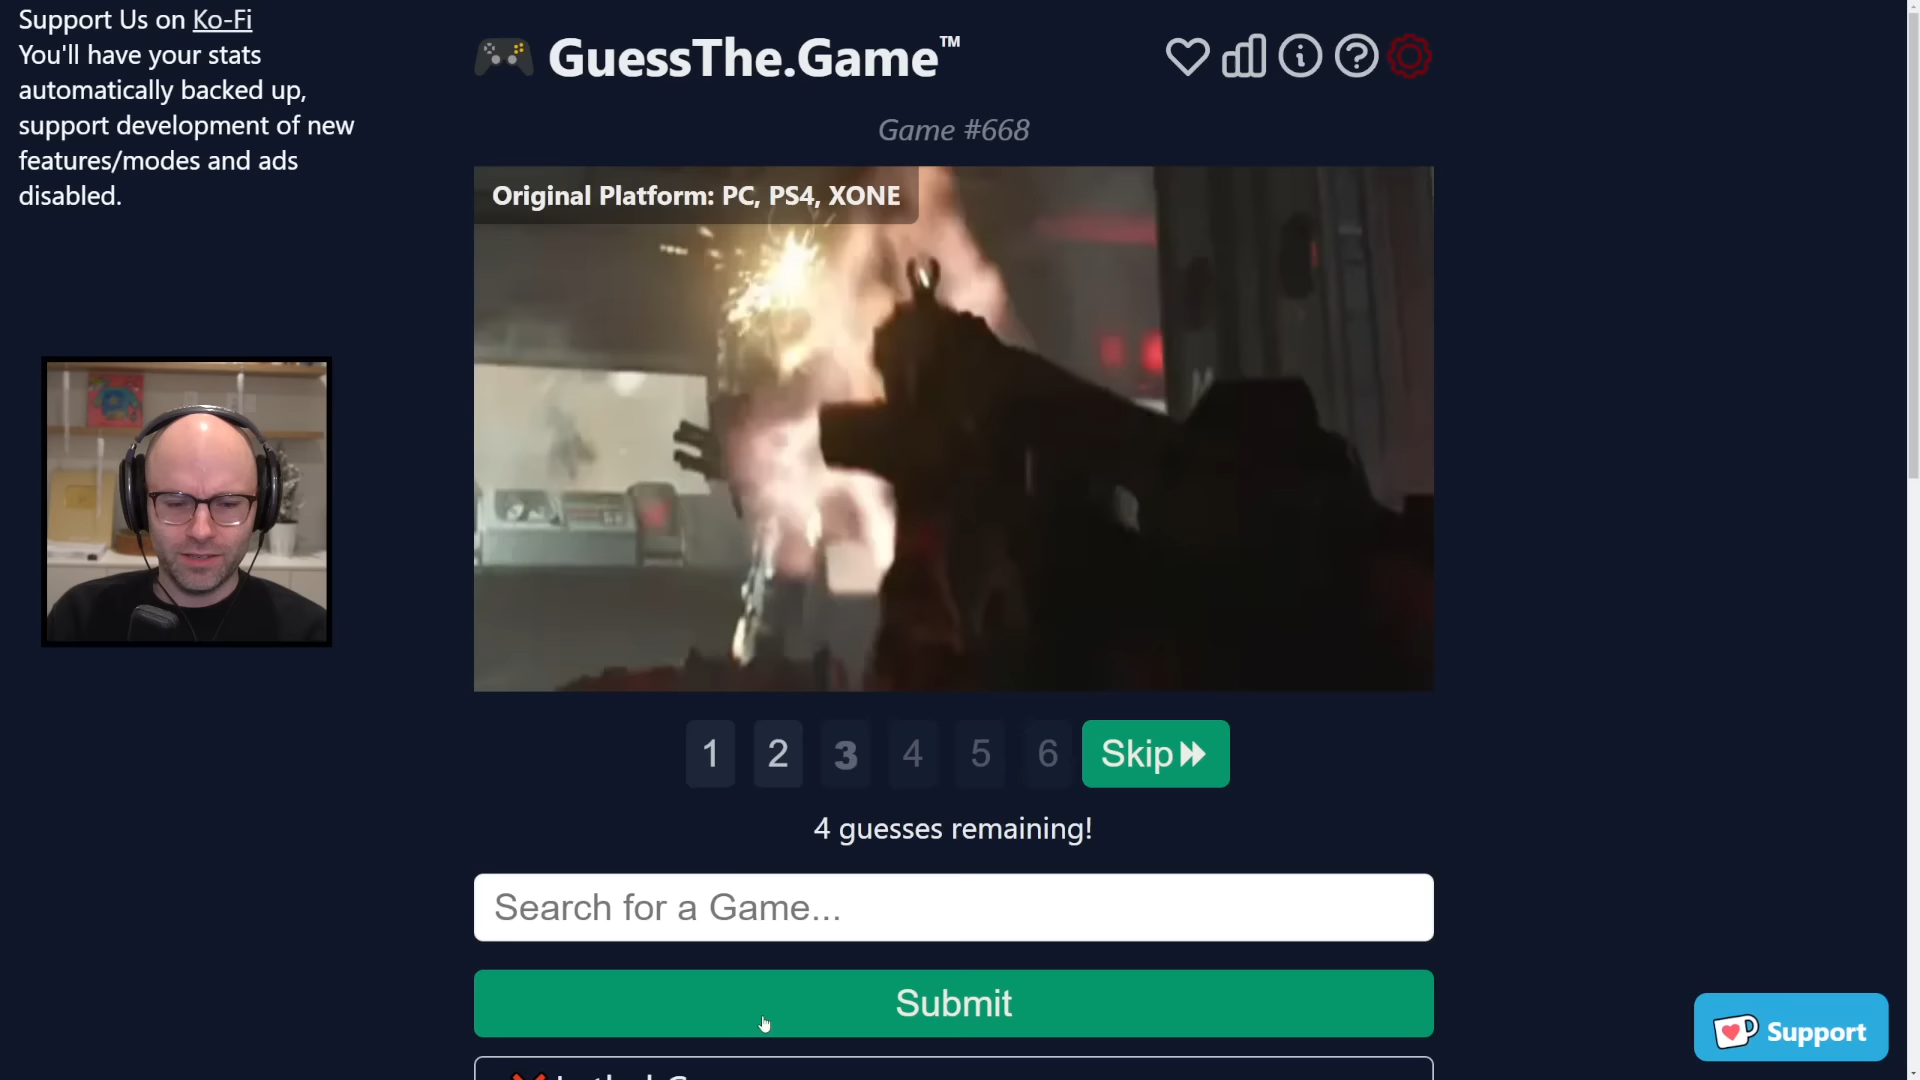 Support Us on Ko-Fi
You'll have your stats
automatically backed up,
support development of new
features/modes and ads
disabled.
GuessThe.Game™
Game #668
Original Platform: PC, PS4, XONE
1 2 3 4 5 6 Skip
4 guesses remaining!
Search for a Game...
Submit
Support